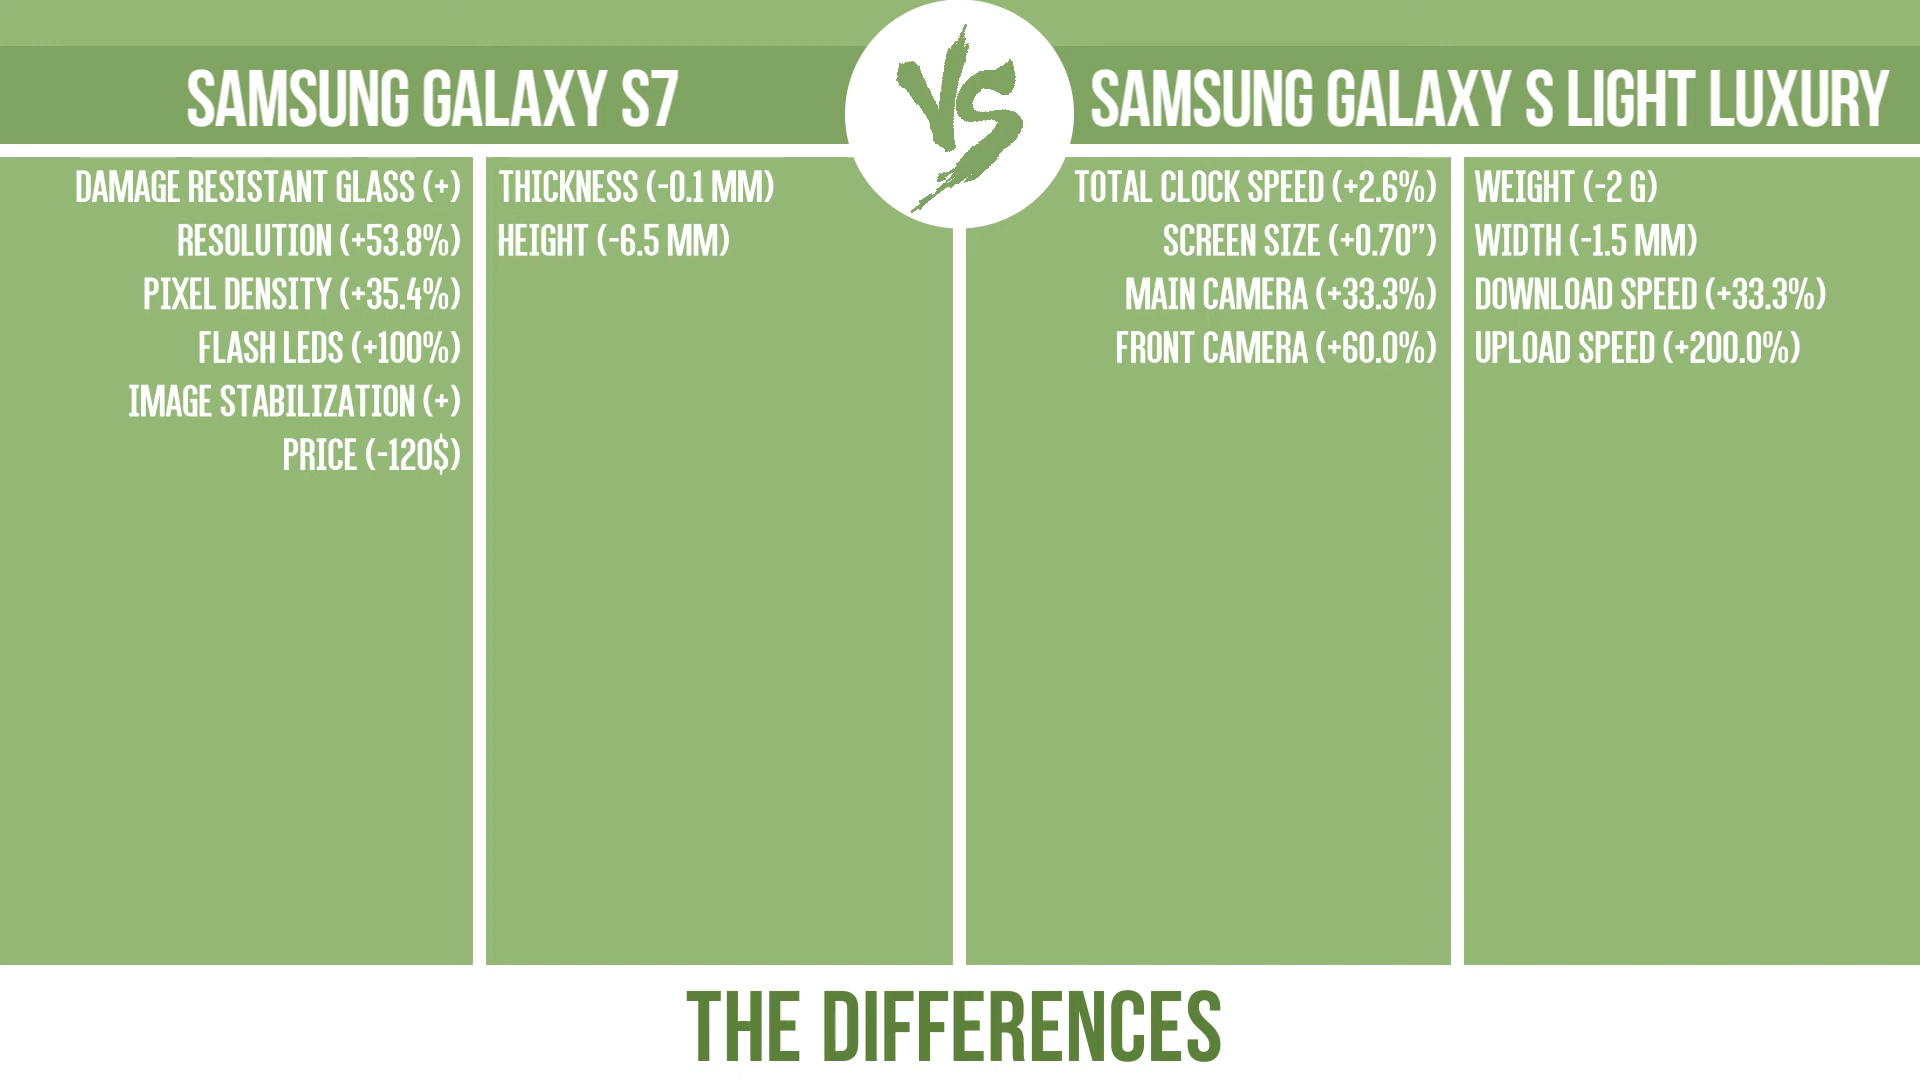 SAMSUNG GALAXY S7
VS
SAMSUNG GALAXY S LIGHT LUXURY
DAMAGE RESISTANT GLASS (+)
RESOLUTION (+53.8%)
PIXEL DENSITY (+35.4%)
FLASH LEDS (+100%)
IMAGE STABILIZATION (+)
PRICE (-120$)
THICKNESS (-0.1 MM)
HEIGHT (-6.5 MM)
TOTAL CLOCK SPEED (+2.6%)
SCREEN SIZE (+0.70”)
MAIN CAMERA (+33.3%)
FRONT CAMERA (+60.0%)
WEIGHT (-2 G)
WIDTH (-1.5 MM)
DOWNLOAD SPEED (+33.3%)
UPLOAD SPEED (+200.0%)
THE DIFFERENCES